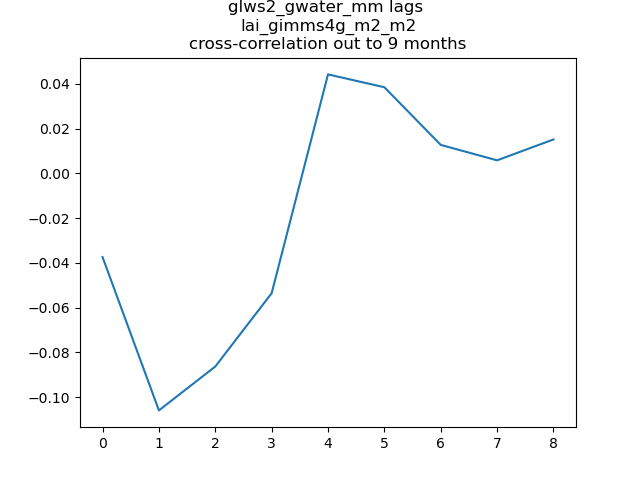 glws2_gwater_mm lags
lai_gimms4g_m2_m2
cross-correlation out to 9 months
0.04
0.02
0.00
−0.02
−0.04
−0.06
−0.08
−0.10
0 1 2 3 4 5 6 7 8